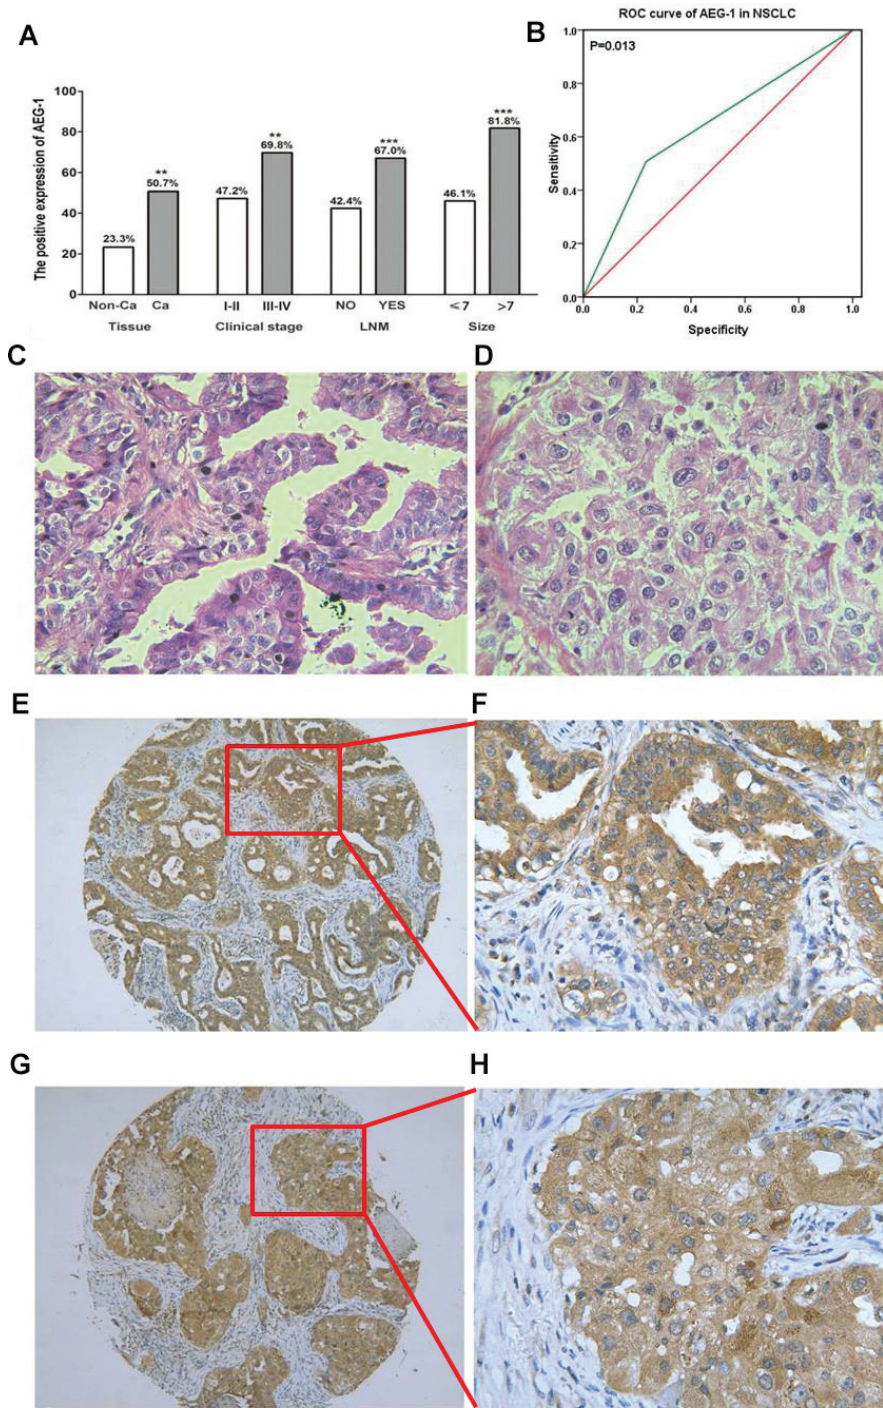 A
The positive expression of AEG-1
100
80
60
40
20
0
23.3%
**
50.7%
47.2%
**
69.8%
42.4%
***
67.0%
46.1%
***
81.8%
Non-Ca Ca I-II III-IV NO YES ≤7 >7
Tissue Clinical stage LNM Size
B
ROC curve of AEG-1 in NSCLC
P=0.013
Sensitivity
1.0
0.8
0.6
0.4
0.2
0.0
0.0 0.2 0.4 0.6 0.8 1.0
Specificity
C
D
E
F
G
H